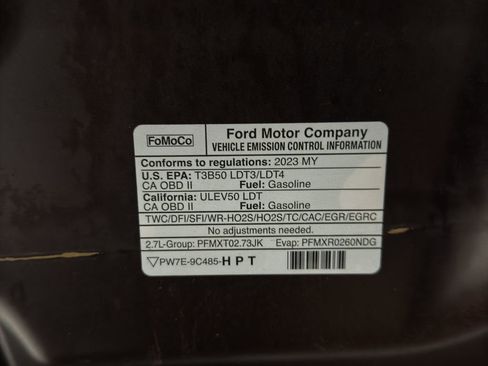 FoMoCo
Ford Motor Company
VEHICLE EMISSION CONTROL INFORMATION
Conforms to regulations: 2023 MY
U.S. EPA: T3B50 LDT3/LDT4
CA OBD II Fuel: Gasoline
California: ULEV50 LDT
CA OBD II Fuel: Gasoline
TWC/DFI/SFI/WR-HO2S/HO2S/TC/CAC/EGR/EGRC
No adjustments needed.
2.7L-Group: PFMXT02.73JK Evap: PFMXR0260NDG
▽PW7E-9C485-HPT